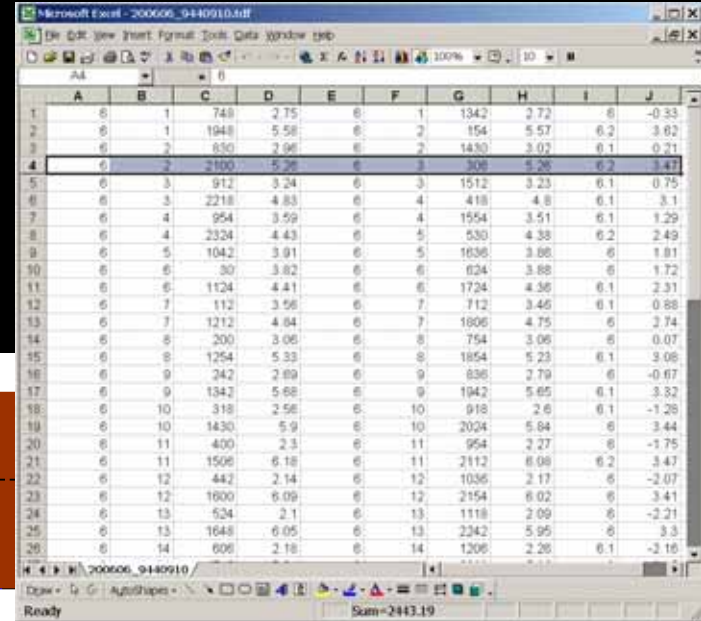 Microsoft Excel - 200606_9440910.tdf
File Edit View Insert Format Tools Data Window Help
100% 10
A4 6
A B C D E F G H I J
1 6 1 748 2.75 6 1 1342 2.72 6 -0.33
2 6 1 1948 5.58 6 2 154 5.57 6.2 3.62
3 6 2 830 2.96 6 2 1430 3.02 6.1 0.21
4 6 2 2100 5.26 6 3 306 5.26 6.2 3.47
5 6 3 912 3.24 6 3 1512 3.23 6.1 0.75
6 6 3 2218 4.83 6 4 418 4.8 6.1 3.1
7 6 4 954 3.59 6 4 1554 3.51 6.1 1.29
8 6 4 2324 4.43 6 5 530 4.38 6.2 2.49
9 6 5 1042 3.91 6 5 1636 3.86 6 1.81
10 6 6 30 3.82 6 6 624 3.88 6 1.72
11 6 6 1124 4.41 6 6 1724 4.36 6.1 2.31
12 6 7 112 3.56 6 7 712 3.46 6.1 0.88
13 6 7 1212 4.84 6 7 1806 4.75 6 2.74
14 6 8 200 3.06 6 8 754 3.06 6 0.07
15 6 8 1254 5.33 6 8 1854 5.23 6.1 3.08
16 6 9 242 2.69 6 9 836 2.79 6 -0.67
17 6 9 1342 5.68 6 9 1942 5.65 6.1 3.32
18 6 10 318 2.56 6 10 918 2.6 6.1 -1.28
19 6 10 1430 5.9 6 10 2024 5.84 6 3.44
20 6 11 400 2.3 6 11 954 2.27 6 -1.75
21 6 11 1506 6.18 6 11 2112 6.08 6.2 3.47
22 6 12 442 2.14 6 12 1036 2.17 6 -2.07
23 6 12 1600 6.09 6 12 2154 6.02 6 3.41
24 6 13 524 2.1 6 13 1118 2.09 6 -2.21
25 6 13 1648 6.05 6 13 2242 5.95 6 3.3
26 6 14 606 2.18 6 14 1206 2.26 6.1 -2.16
200606_9440910
Draw AutoShapes
Ready Sum=2443.19